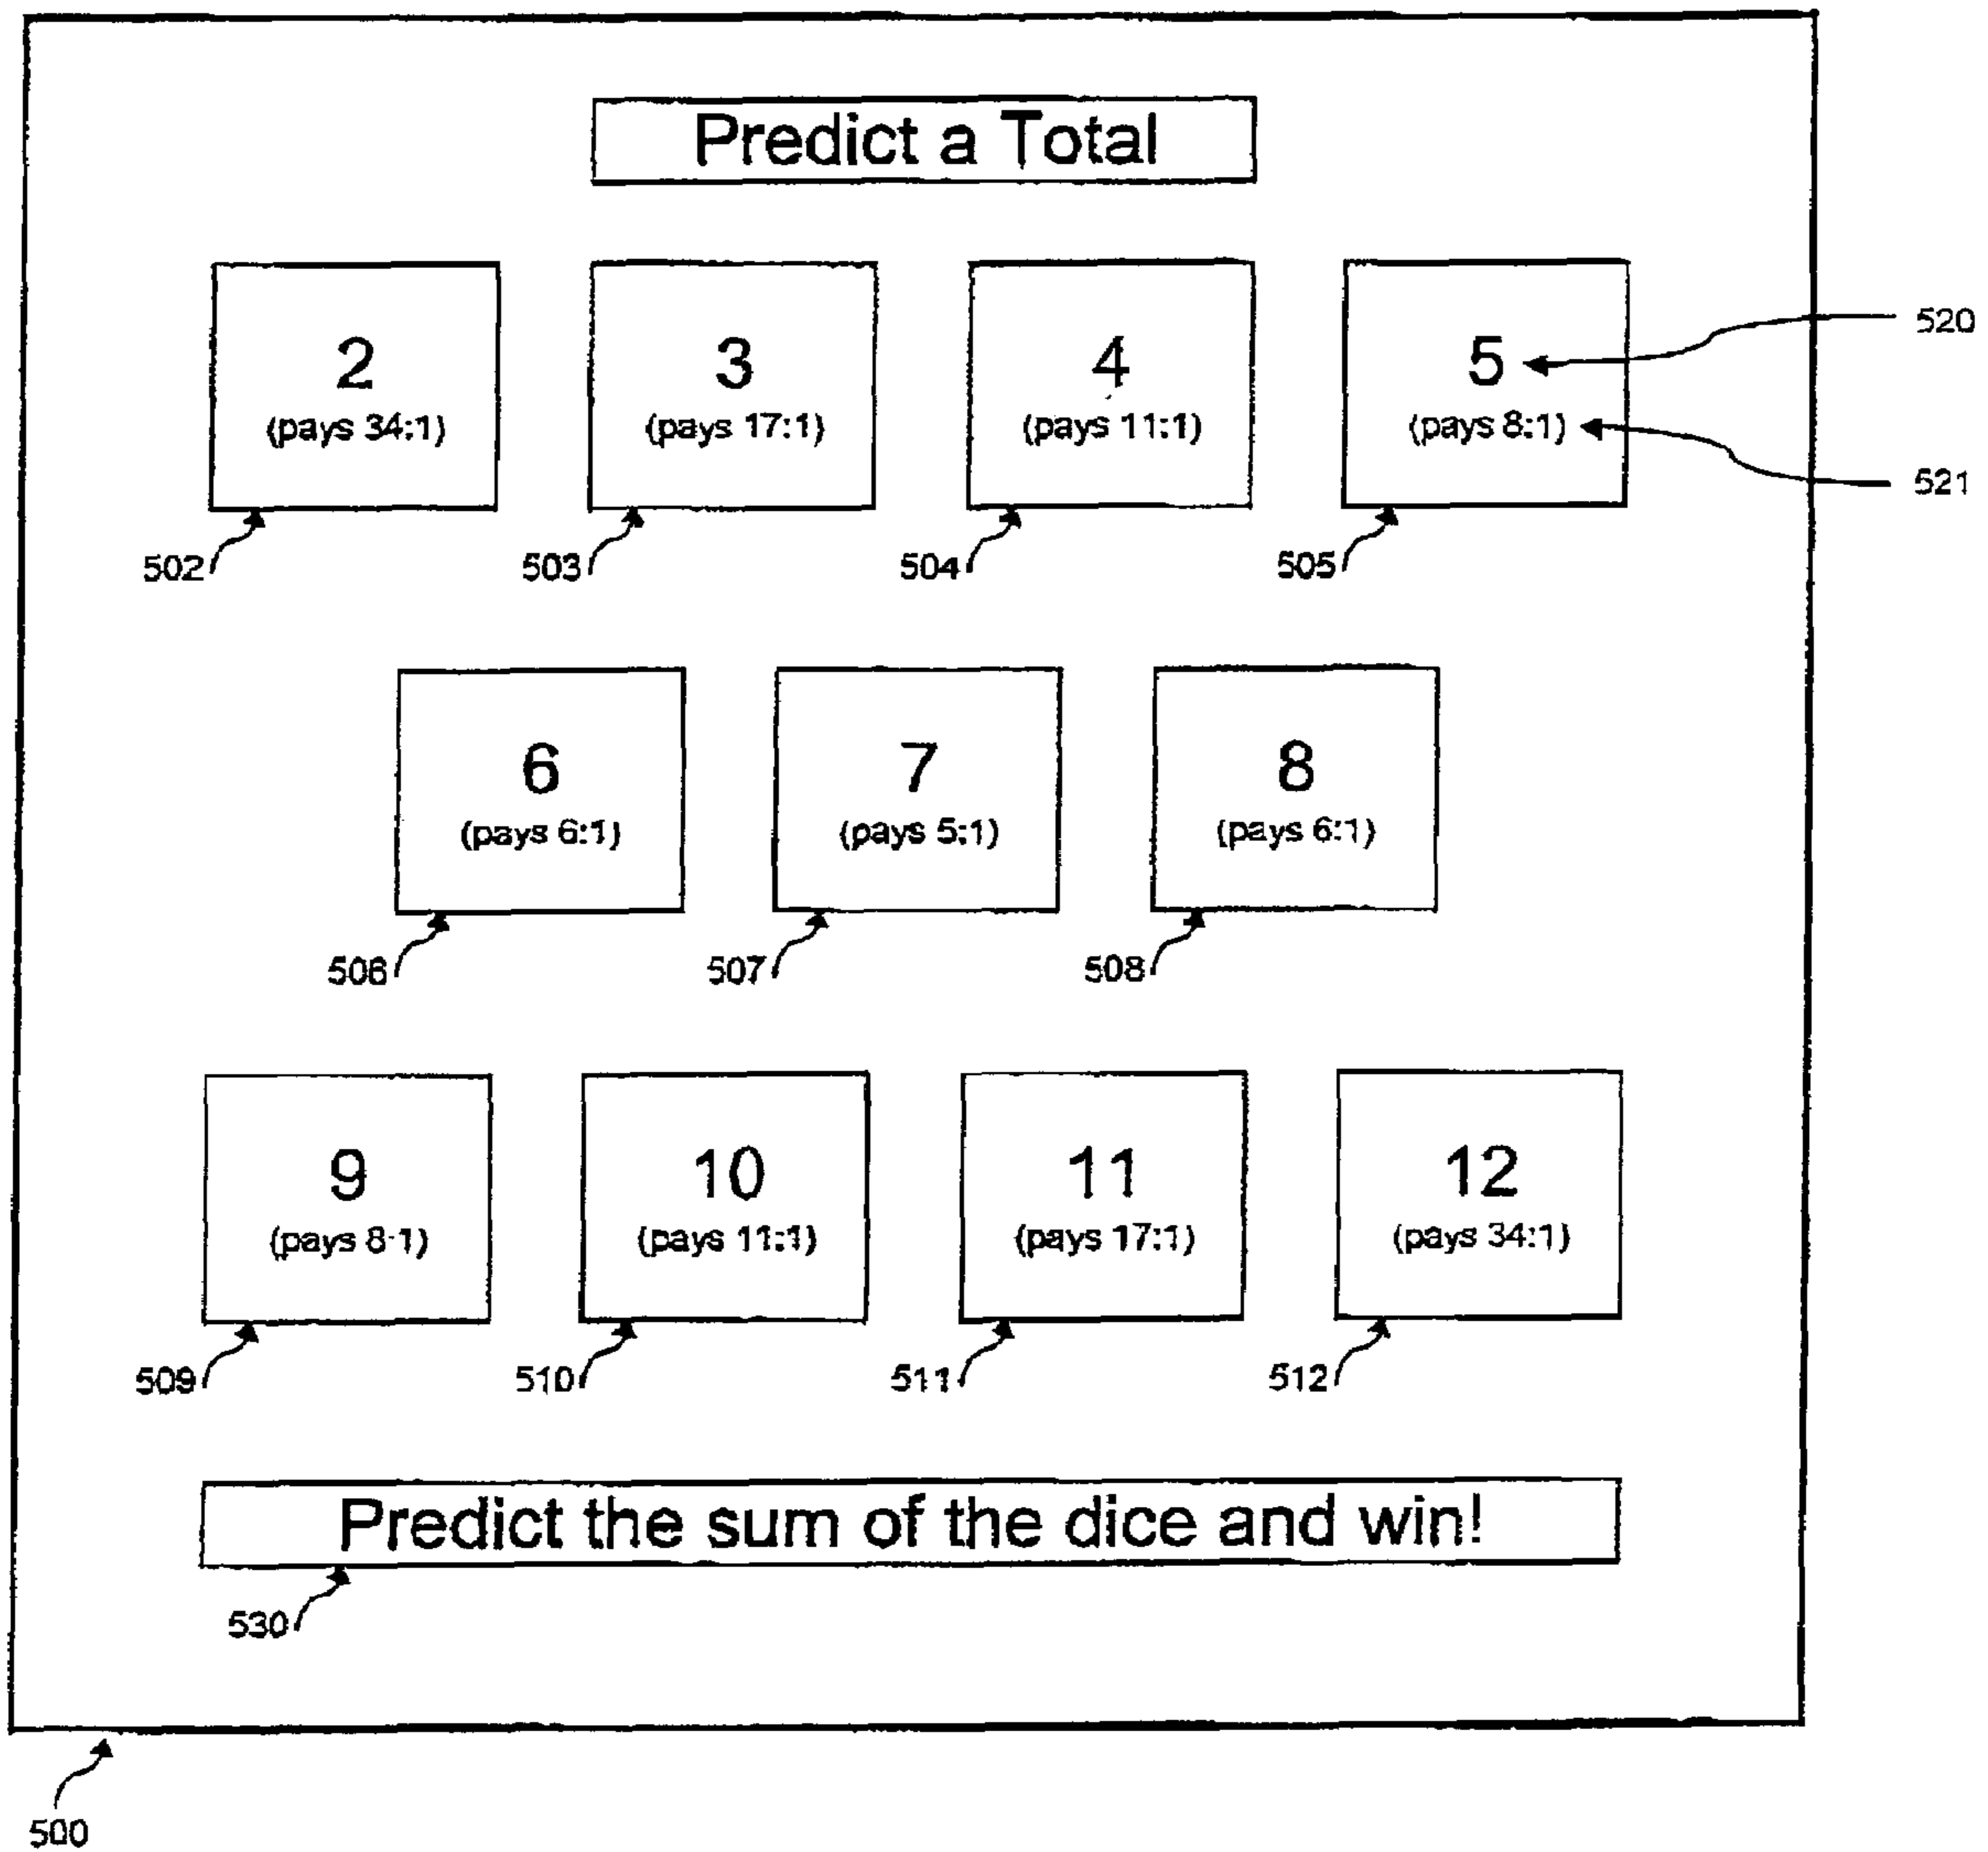 Predict a Total
2 3 4 5
520
(pays 34:1) (pays 17:1) (pays 11:1) (pays 8:1)
521
502 503 504 505
6 7 8
(pays 6:1) (pays 5:1) (pays 6:1)
506 507 508
9 10 11 12
(pays 8:1) (pays 11:1) (pays 17:1) (pays 34:1)
509 510 511 512
Predict the sum of the dice and win!
530
500